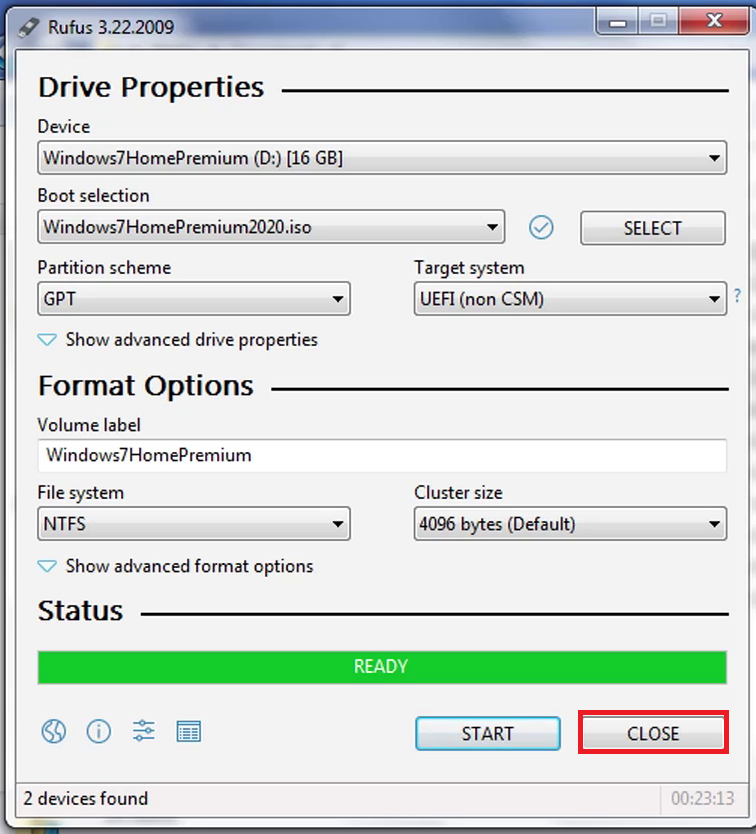 Rufus 3.22.2009
Drive Properties
Device
Windows7HomePremium (D:) [16 GB]
Boot selection
Windows7HomePremium2020.iso
SELECT
Partition scheme
Target system
GPT
UEFI (non CSM)
?
Show advanced drive properties
Format Options
Volume label
Windows7HomePremium
File system
Cluster size
NTFS
4096 bytes (Default)
Show advanced format options
Status
READY
START
CLOSE
2 devices found
00:23:13